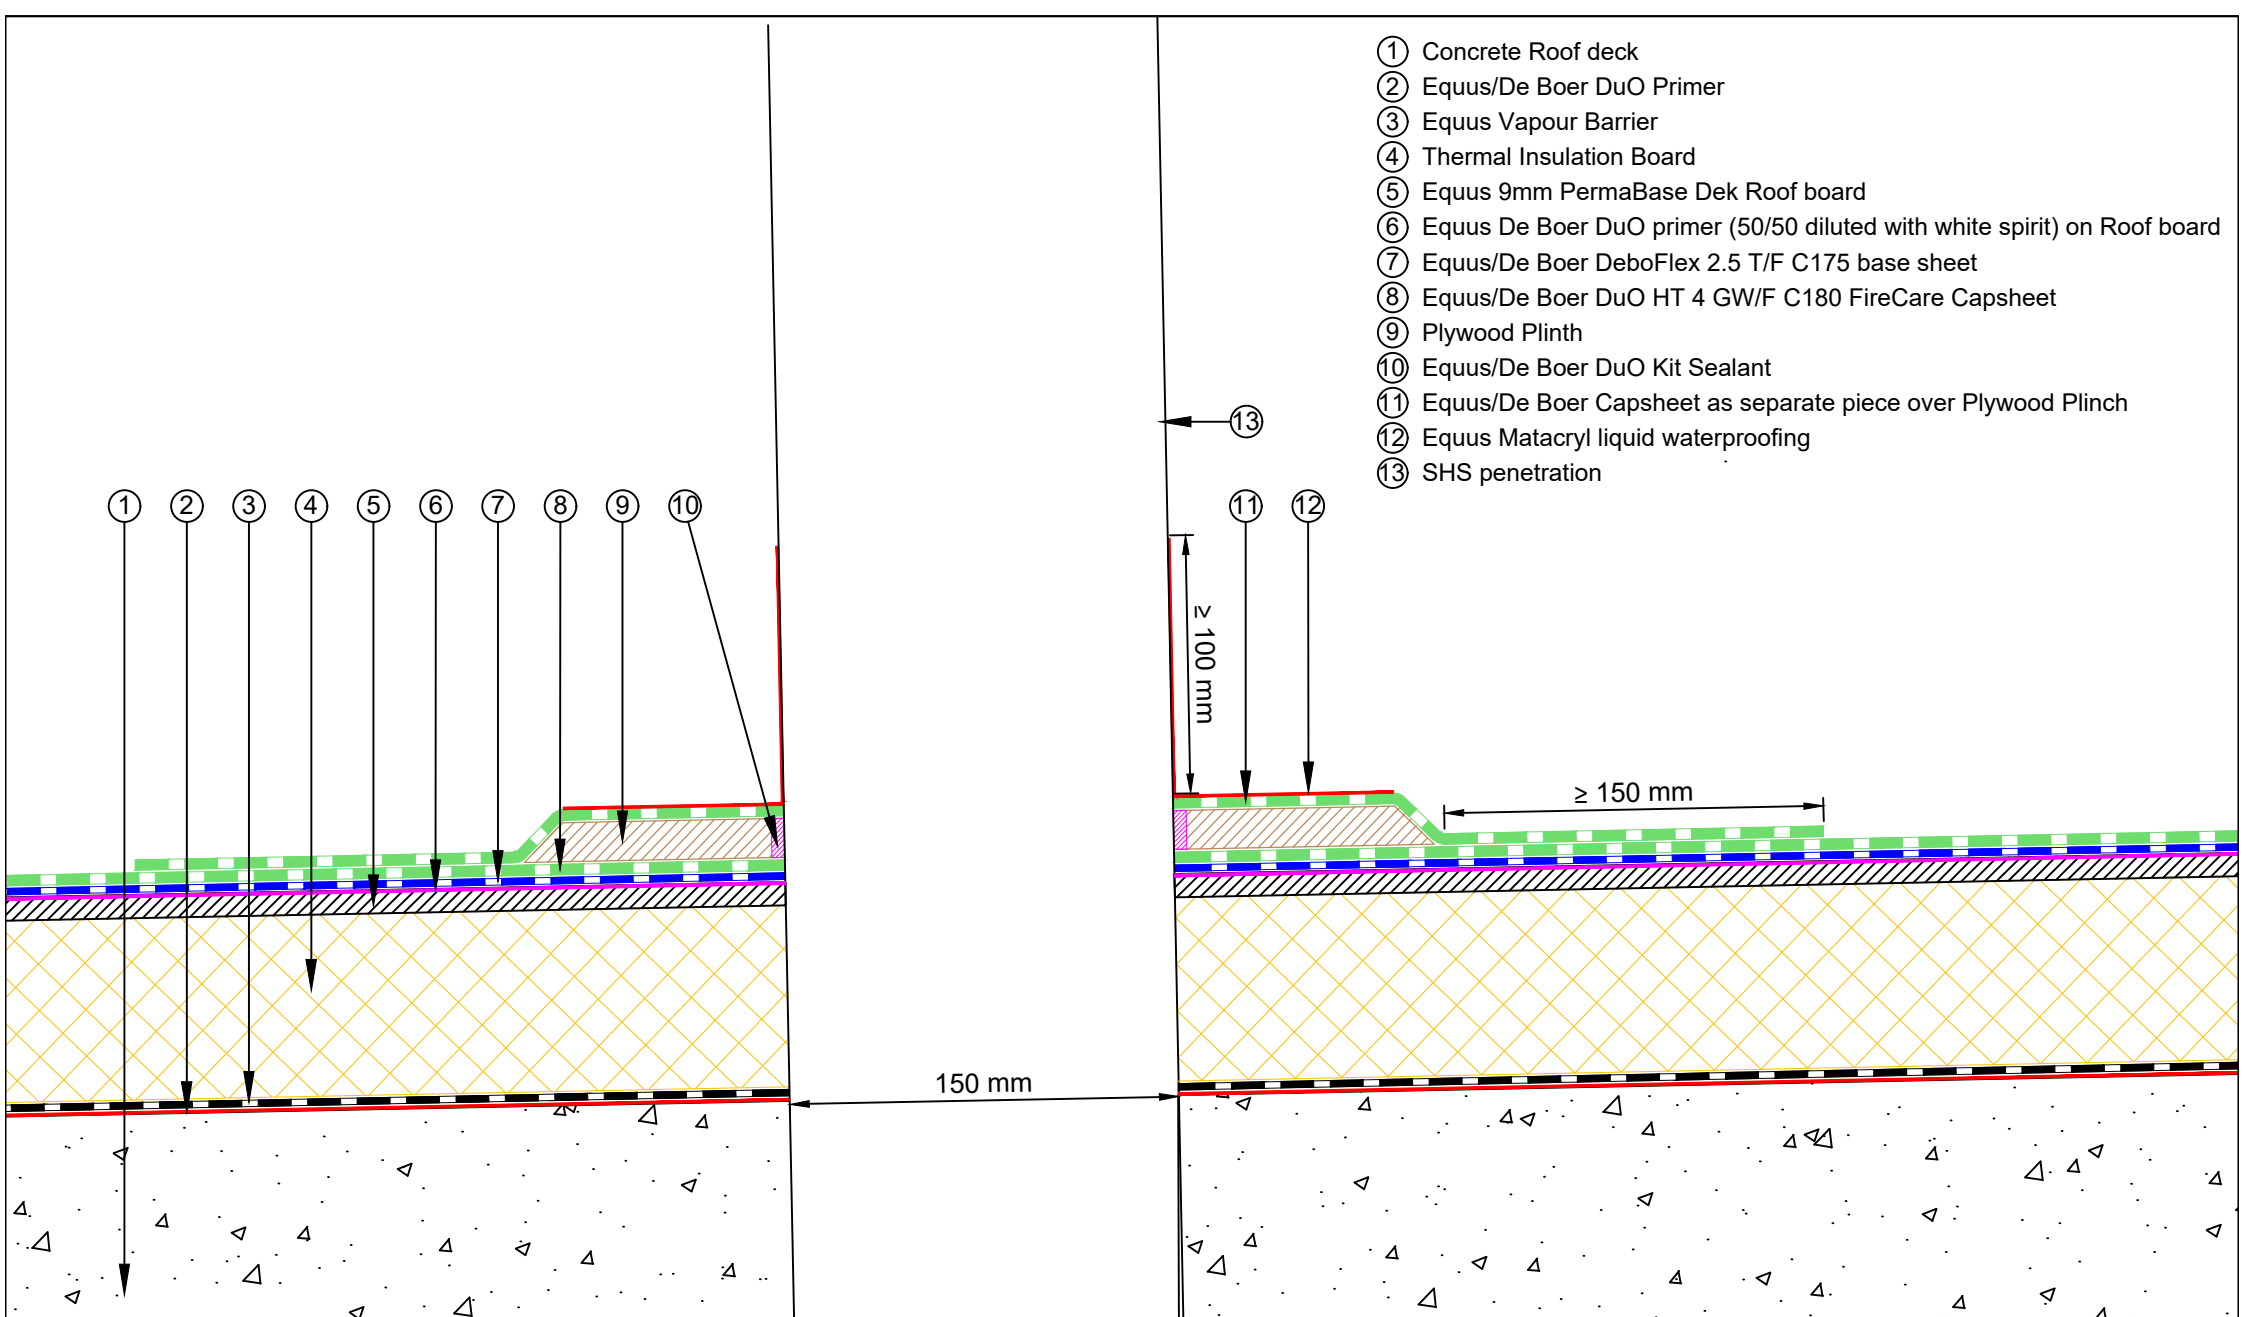 1 Concrete Roof deck
2 Equus/De Boer DuO Primer
3 Equus Vapour Barrier
4 Thermal Insulation Board
5 Equus 9mm PermaBase Dek Roof board
6 Equus De Boer DuO primer (50/50 diluted with white spirit) on Roof board
7 Equus/De Boer DeboFlex 2.5 T/F C175 base sheet
8 Equus/De Boer DuO HT 4 GW/F C180 FireCare Capsheet
9 Plywood Plinth
10 Equus/De Boer DuO Kit Sealant
11 Equus/De Boer Capsheet as separate piece over Plywood Plinch
12 Equus Matacryl liquid waterproofing
13 SHS penetration
13
1 2 3 4 5 6 7 8 9 10 11 12
≥ 100 mm
≥ 150 mm
150 mm